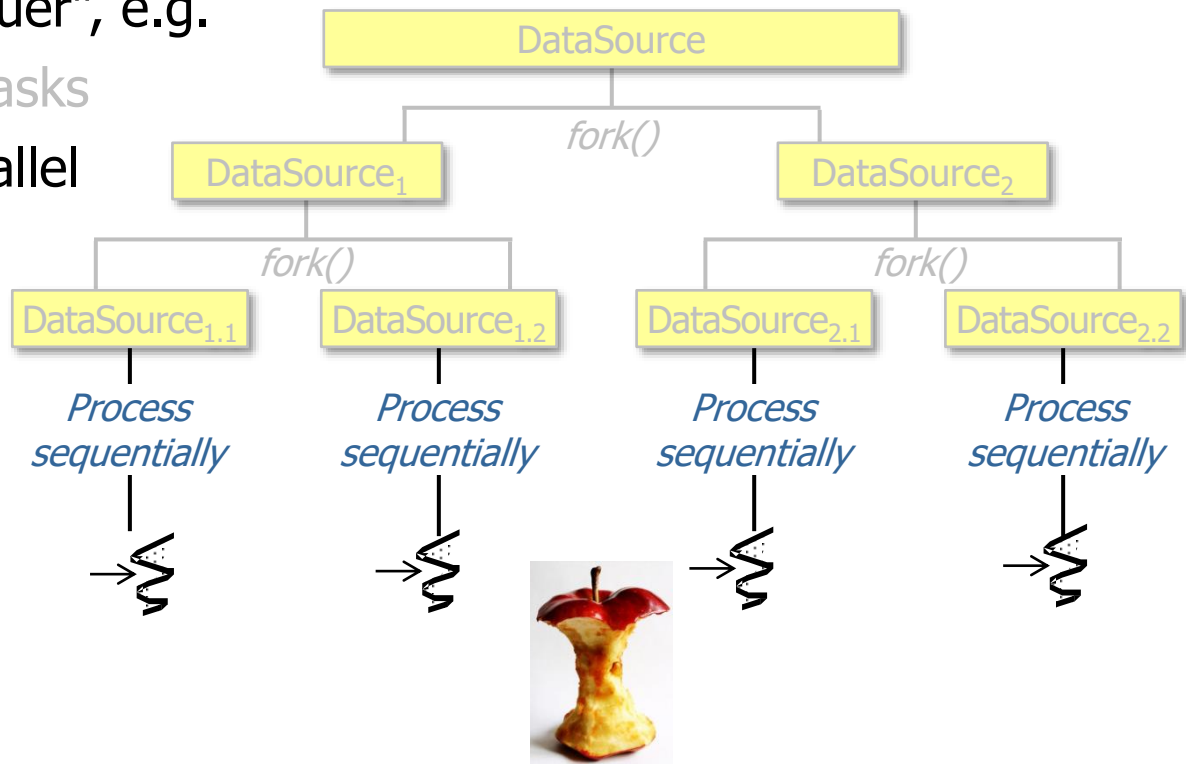 uer", e.g.
asks
allel
DataSource
fork()
DataSource1
DataSource2
fork()
fork()
DataSource1.1
DataSource1.2
DataSource2.1
DataSource2.2
Process
sequentially
Process
sequentially
Process
sequentially
Process
sequentially